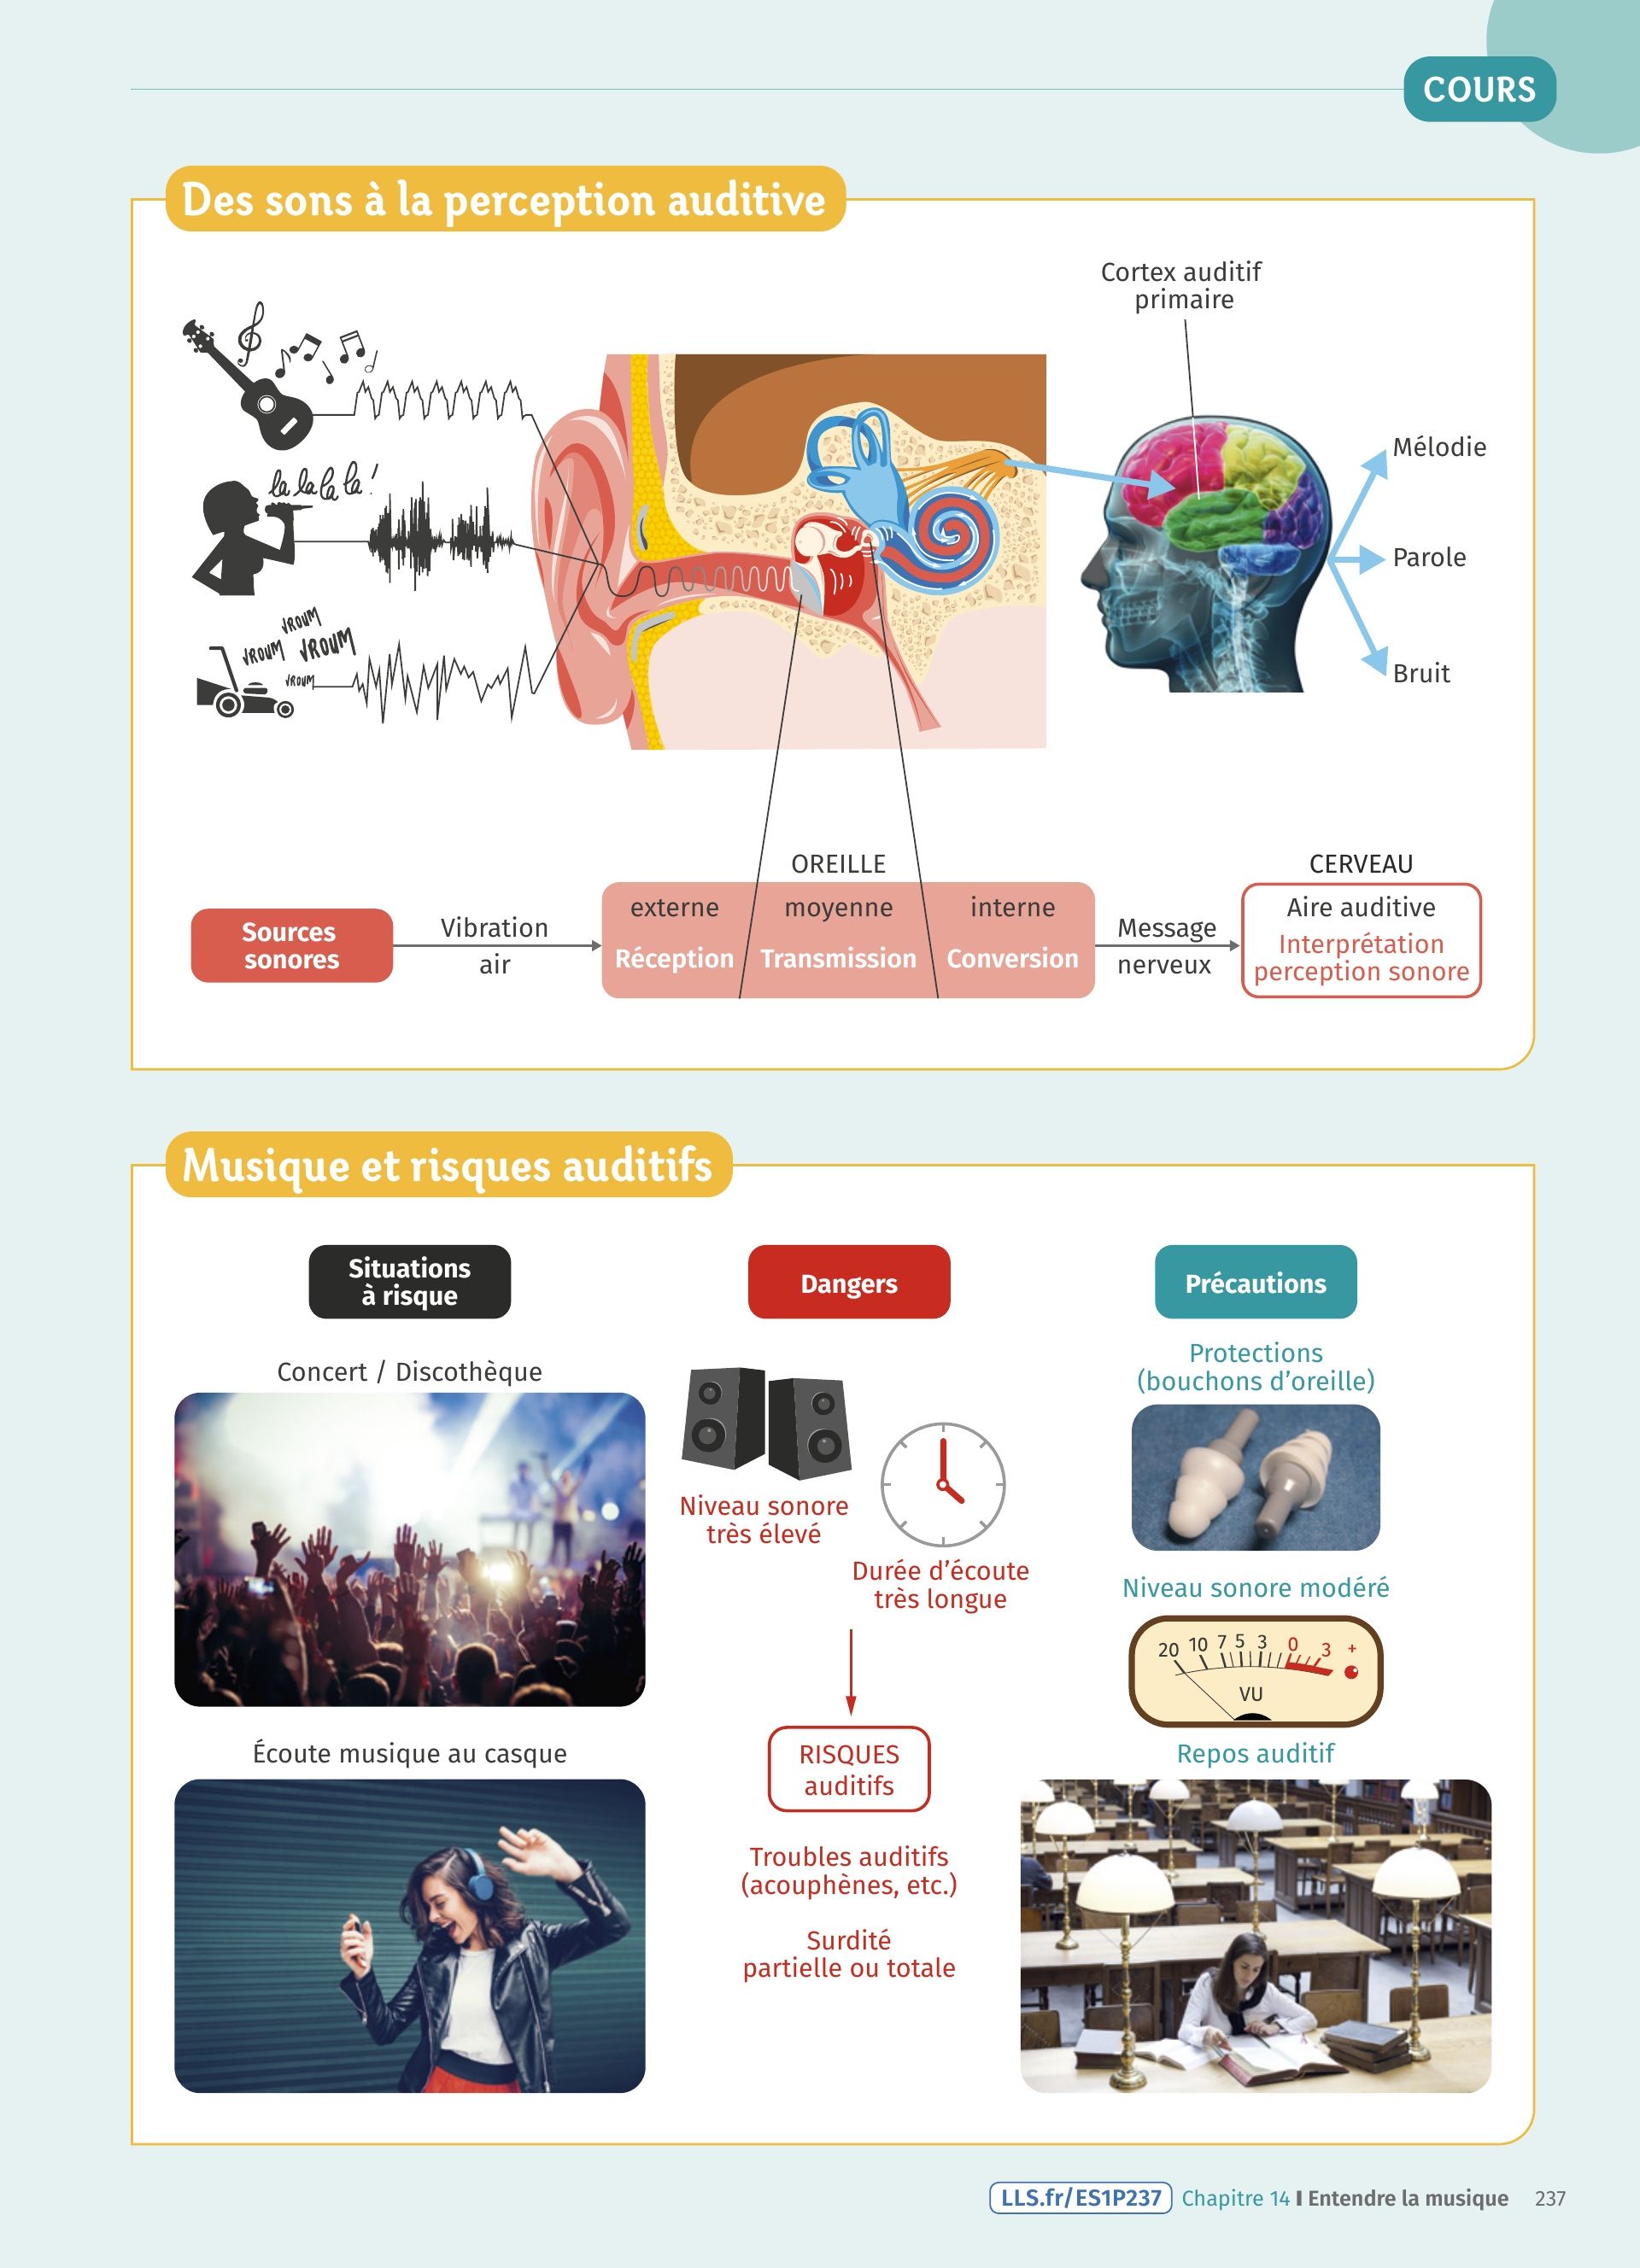 COURS
Des sons à la perception auditive
Cortex auditif
primaire
la la la la !
VROUM
VROUM
VROUM
VROUM
Mélodie
Parole
Bruit
OREILLE
CERVEAU
Sources
sonores
Vibration
air
externe
moyenne
interne
Réception
Transmission
Conversion
Message
nerveux
Aire auditive
Interprétation
perception sonore
Musique et risques auditifs
Situations
à risque
Dangers
Précautions
Concert / Discothèque
Niveau sonore
très élevé
Durée d'écoute
très longue
Protections
(bouchons d'oreille)
Niveau sonore modéré
20 10 7 5 3 0 3 +
VU
Écoute musique au casque
RISQUES
auditifs
Troubles auditifs
(acouphènes, etc.)
Surdité
partielle ou totale
Repos auditif
LLS.fr/ES1P237 Chapitre 14 I Entendre la musique 237